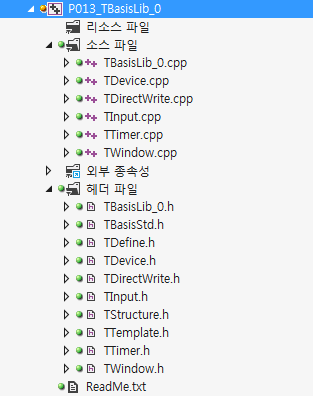 P013_TBasisLib_0
리소스 파일
소스 파일
TBasisLib_0.cpp
TDevice.cpp
TDirectWrite.cpp
TInput.cpp
TTimer.cpp
TWindow.cpp
외부 종속성
헤더 파일
TBasisLib_0.h
TBasisStd.h
TDefine.h
TDevice.h
TDirectWrite.h
TInput.h
TStructure.h
TTemplate.h
TTimer.h
TWindow.h
ReadMe.txt